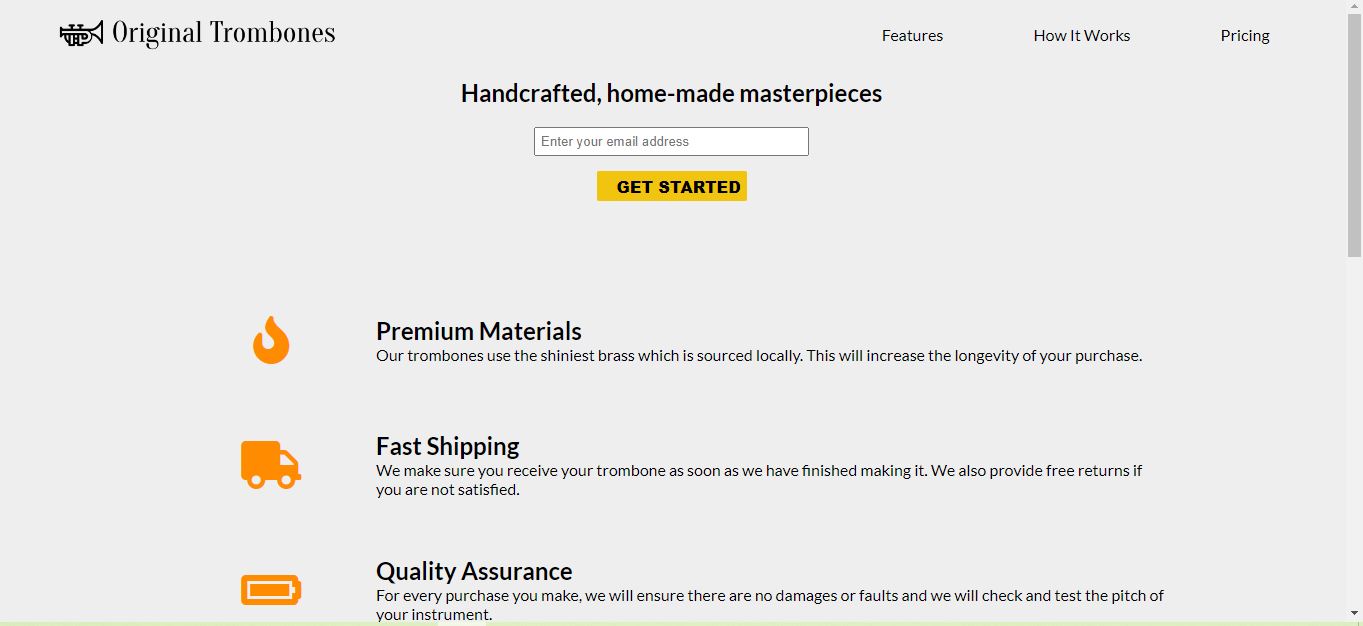 Original Trombones
Features
How It Works
Pricing
Handcrafted, home-made masterpieces
Enter your email address
GET STARTED
Premium Materials
Our trombones use the shiniest brass which is sourced locally. This will increase the longevity of your purchase.
Fast Shipping
We make sure you receive your trombone as soon as we have finished making it. We also provide free returns if
you are not satisfied.
Quality Assurance
For every purchase you make, we will ensure there are no damages or faults and we will check and test the pitch of
your instrument.